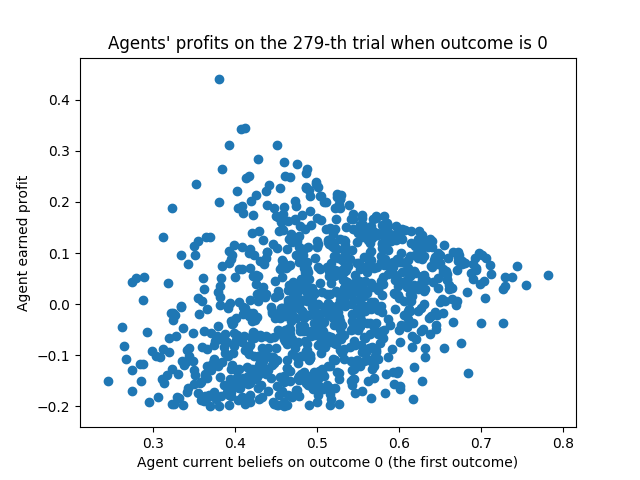 Agents' profits on the 279-th trial when outcome is 0
Agent earned profit
0.4
0.3
0.2
0.1
0.0
−0.1
−0.2
0.3 0.4 0.5 0.6 0.7 0.8
Agent current beliefs on outcome 0 (the first outcome)